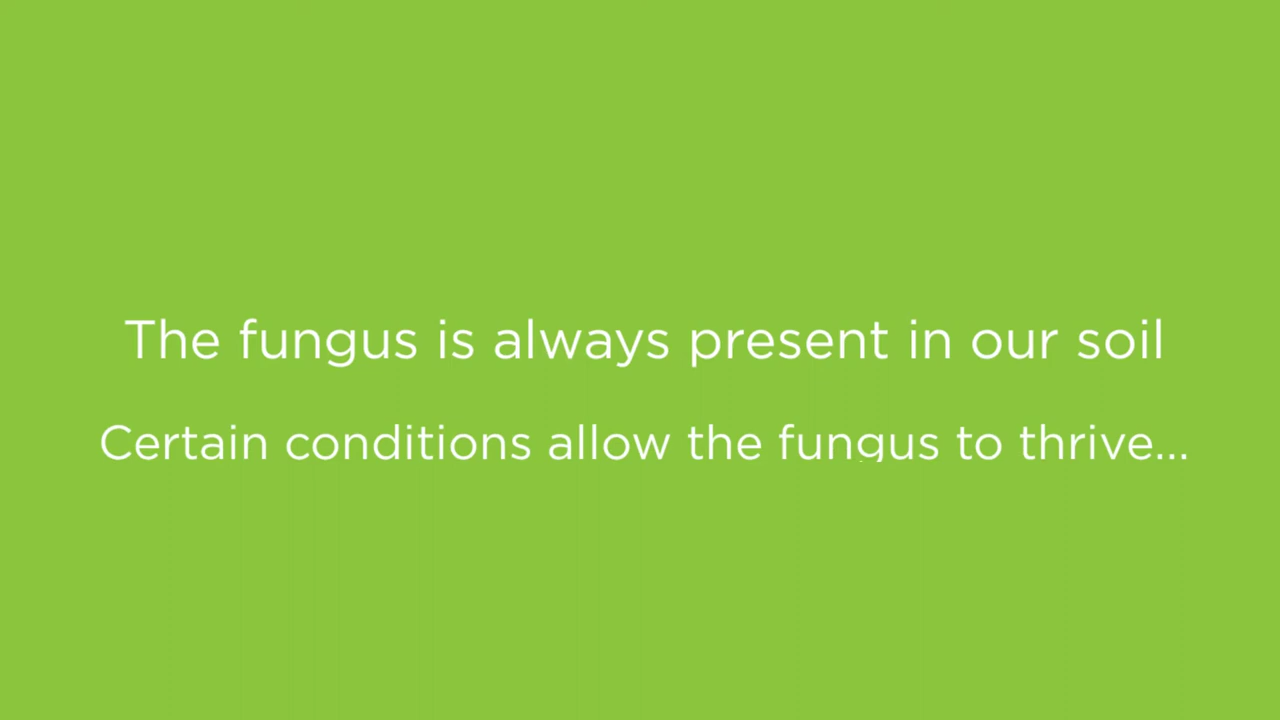 The fungus is always present in our soil
Certain conditions allow the fungus to thrive...